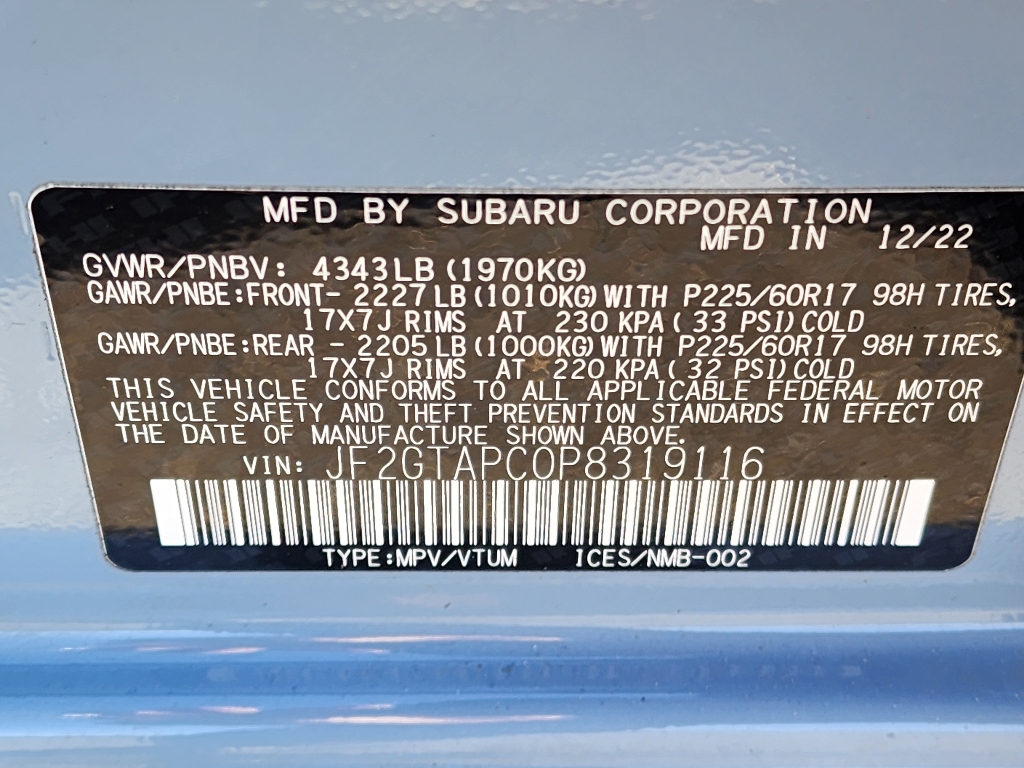 MFD BY SUBARU CORPORATION
MFD IN 12/22
GVWR/PNBV: 4343LB (1970KG)
GAWR/PNBE:FRONT- 2227LB (1010KG) WITH P225/60R17 98H TIRES,
17X7J RIMS AT 230 KPA ( 33 PSI) COLD
GAWR/PNBE:REAR - 2205LB (1000KG) WITH P225/60R17 98H TIRES,
17X7J RIMS AT 220 KPA ( 32 PSI) COLD
THIS VEHICLE CONFORMS TO ALL APPLICABLE FEDERAL MOTOR
VEHICLE SAFETY AND THEFT PREVENTION STANDARDS IN EFFECT ON
THE DATE OF MANUFACTURE SHOWN ABOVE.
VIN: JF2GTAPC0P8319116
TYPE:MPV/VTUM ICES/NMB-002